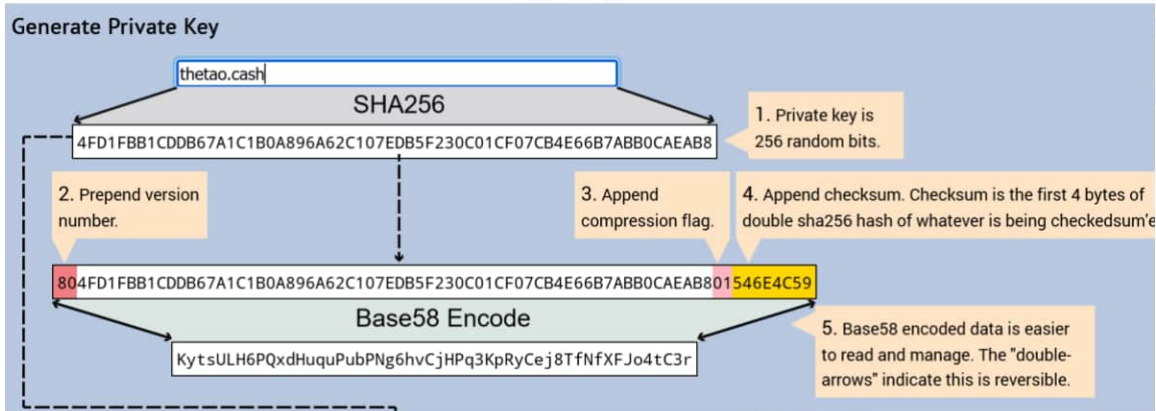 Generate Private Key
thetao.cash
SHA256
4FD1FBB1CDDB67A1C1B0A896A62C107EDB5F230C01CF07CB4E66B7ABB0CAEAB8
1. Private key is
256 random bits.
2. Prepend version
number.
3. Append
compression flag.
4. Append checksum. Checksum is the first 4 bytes of
double sha256 hash of whatever is being checkedsum'e
804FD1FBB1CDDB67A1C1B0A896A62C107EDB5F230C01CF07CB4E66B7ABB0CAEAB801546E4C59
Base58 Encode
KytsULH6PQxdHuquPubPNg6hvCjHPq3KpRyCej8TfNfXFJo4tC3r
5. Base58 encoded data is easier
to read and manage. The "double-
arrows" indicate this is reversible.